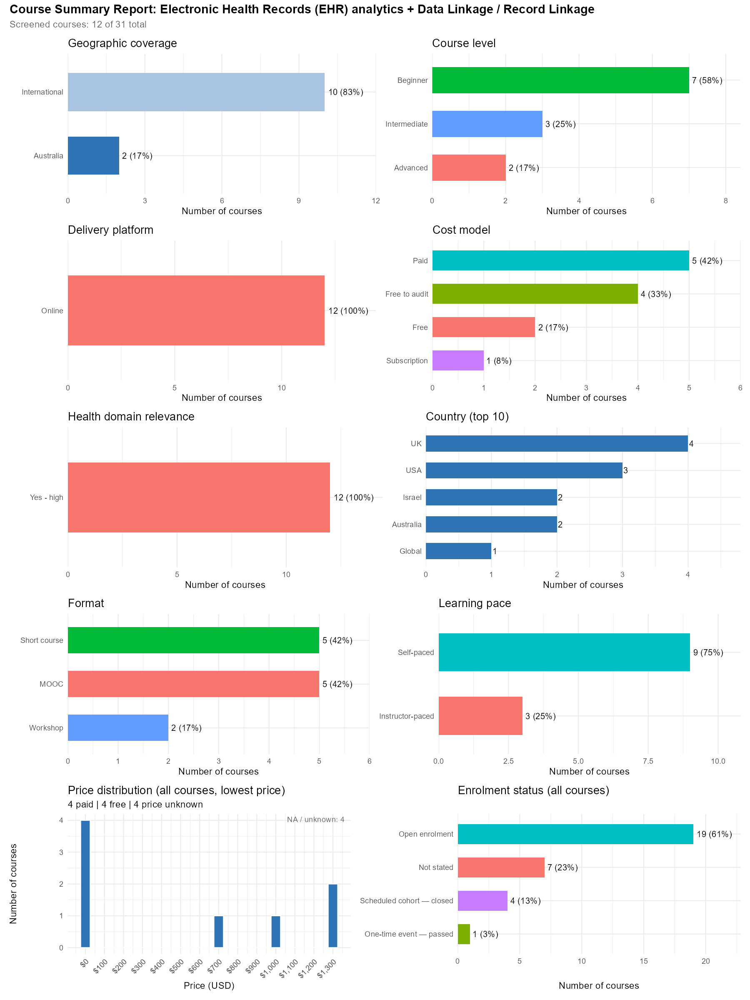 Course Summary Report: Electronic Health Records (EHR) analytics + Data Linkage / Record Linkage
Screened courses: 12 of 31 total
Geographic coverage
International
10 (83%)
Australia
2 (17%)
0 3 6 9 12
Number of courses
Course level
Beginner
7 (58%)
Intermediate
3 (25%)
Advanced
2 (17%)
0 2 4 6 8
Number of courses
Delivery platform
Online
12 (100%)
0 5 10
Number of courses
Cost model
Paid
5 (42%)
Free to audit
4 (33%)
Free
2 (17%)
Subscription
1 (8%)
0 1 2 3 4 5 6
Number of courses
Health domain relevance
Yes - high
12 (100%)
0 5 10
Number of courses
Country (top 10)
UK
4
USA
3
Israel
2
Australia
2
Global
1
0 1 2 3 4
Number of courses
Format
Short course
5 (42%)
MOOC
5 (42%)
Workshop
2 (17%)
0 1 2 3 4 5 6
Number of courses
Learning pace
Self-paced
9 (75%)
Instructor-paced
3 (25%)
0.0 2.5 5.0 7.5 10.0
Number of courses
Price distribution (all courses, lowest price)
4 paid | 4 free | 4 price unknown
NA / unknown: 4
4
3
2
1
0
Number of courses
$0 $100 $200 $300 $400 $500 $600 $700 $800 $900 $1,000 $1,100 $1,200 $1,300
Price (USD)
Enrolment status (all courses)
Open enrolment
19 (61%)
Not stated
7 (23%)
Scheduled cohort — closed
4 (13%)
One-time event — passed
1 (3%)
0 5 10 15 20
Number of courses